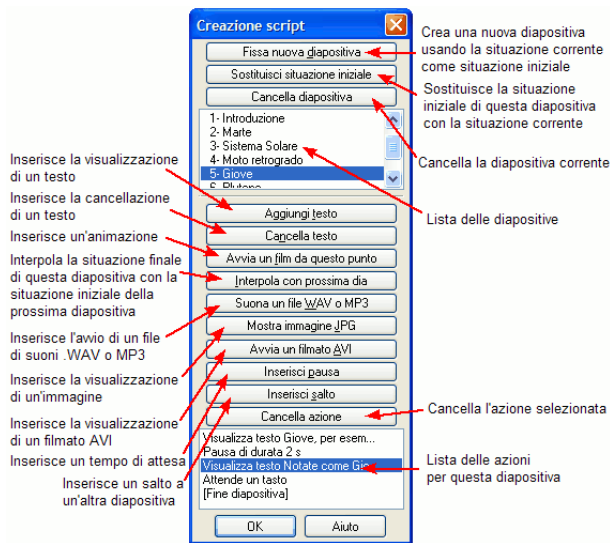 Creazione script
Fissa nuova diapositiva
Sostituisci situazione iniziale
Cancella diapositiva
1- Introduzione
2- Marte
3- Sistema Solare
4- Moto retrogrado
5- Giove
6- Plutone
Aggiungi testo
Cancella testo
Avvia un film da questo punto
Interpola con prossima dia
Suona un file WAV o MP3
Mostra immagine JPG
Avvia un filmato AVI
Inserisci pausa
Inserisci salto
Cancella azione
Visualizza testo Giove, per esem...
Pausa di durata 2 s
Visualizza testo Notate come Gio...
Attende un tasto
[Fine diapositiva]
OK
Aiuto
Inserisce la visualizzazione
di un testo
Inserisce la cancellazione
di un testo
Inserisce un'animazione
Interpola la situazione finale
di questa diapositiva con la
situazione iniziale della
prossima diapositiva
Inserisce l'avvio di un file
di suoni .WAV o MP3
Inserisce la visualizzazione
di un'immagine
Inserisce la visualizzazione
di un filmato AVI
Inserisce un tempo di attesa
Inserisce un salto a
un'altra diapositiva
Crea una nuova diapositiva
usando la situazione corrente
come situazione iniziale
Sostituisce la situazione
iniziale di questa diapositiva
con la situazione corrente
Cancella la diapositiva corrente
Lista delle diapositive
Cancella l'azione selezionata
Lista delle azioni
per questa diapositiva